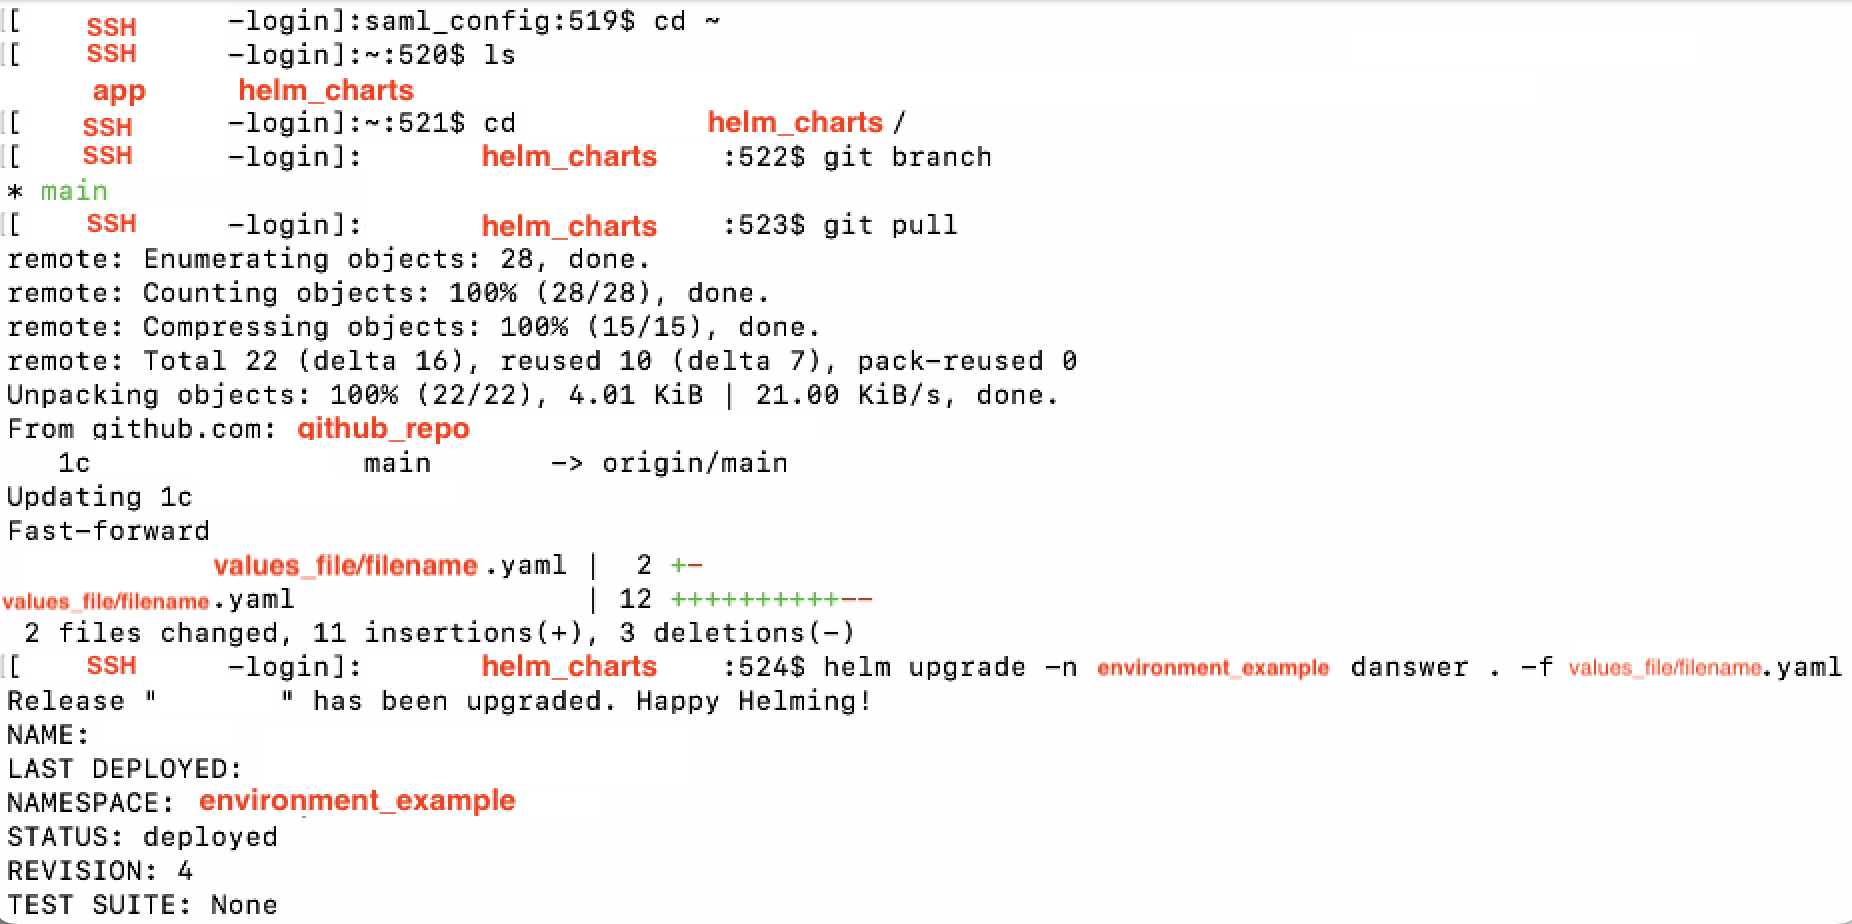 [[ SSH -login]:saml_config:519$ cd ~
[[ SSH -login]:~:520$ ls
app helm_charts
[[ SSH -login]:~:521$ cd helm_charts /
[[ SSH -login]: helm_charts :522$ git branch
* main
[[ SSH -login]: helm_charts :523$ git pull
remote: Enumerating objects: 28, done.
remote: Counting objects: 100% (28/28), done.
remote: Compressing objects: 100% (15/15), done.
remote: Total 22 (delta 16), reused 10 (delta 7), pack-reused 0
Unpacking objects: 100% (22/22), 4.01 KiB | 21.00 KiB/s, done.
From github.com: github_repo
1c main -> origin/main
Updating 1c
Fast-forward
values_file/filename .yaml | 2 +-
values_file/filename .yaml | 12 ++++++++++--
2 files changed, 11 insertions(+), 3 deletions(-)
[[ SSH -login]: helm_charts :524$ helm upgrade -n environment_example danswer . -f values_file/filename.yaml
Release " " has been upgraded. Happy Helming!
NAME:
LAST DEPLOYED:
NAMESPACE: environment_example
STATUS: deployed
REVISION: 4
TEST SUITE: None